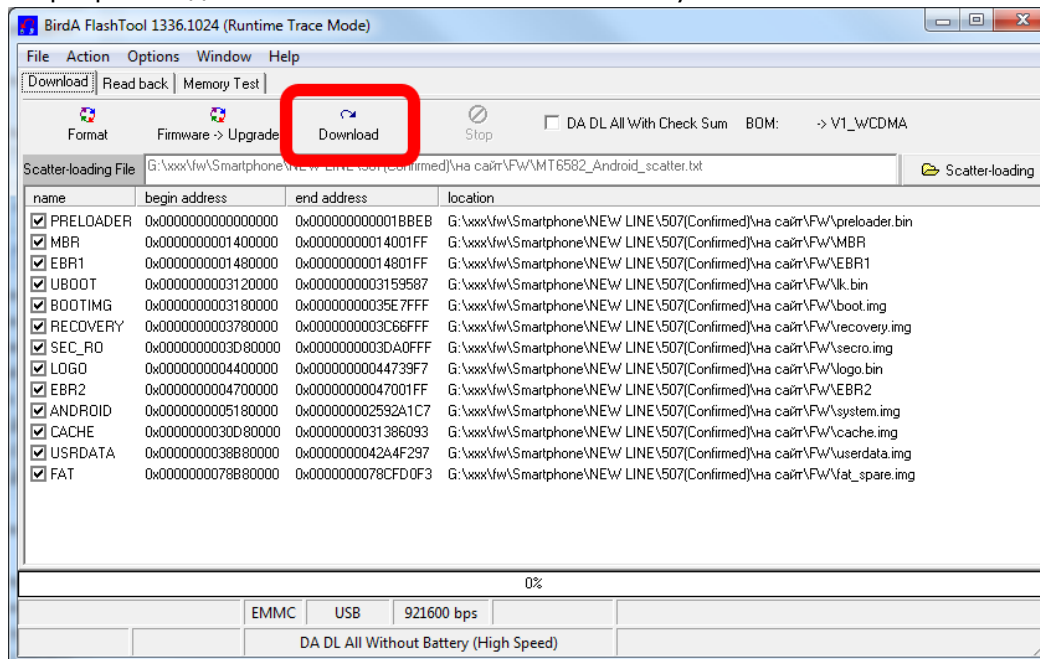 BirdA FlashTool 1336.1024 (Runtime Trace Mode)
File Action Options Window Help
Download Read back Memory Test
Format Firmware -> Upgrade Download Stop DA DL All With Check Sum BOM: -> V1_WCDMA
Scatter-loading File G:\xxx\fw\Smartphone\NEW LINE\507(Confirmed)\на сайт\FW\MT6582_Android_scatter.txt Scatter-loading
name begin address end address location
PRELOADER 0x0000000000000000 0x000000000001BBEB G:\xxx\fw\Smartphone\NEW LINE\507(Confirmed)\на сайт\FW\preloader.bin
MBR 0x0000000001400000 0x00000000014001FF G:\xxx\fw\Smartphone\NEW LINE\507(Confirmed)\на сайт\FW\MBR
EBR1 0x0000000001480000 0x00000000014801FF G:\xxx\fw\Smartphone\NEW LINE\507(Confirmed)\на сайт\FW\EBR1
UBOOT 0x0000000003120000 0x0000000003159587 G:\xxx\fw\Smartphone\NEW LINE\507(Confirmed)\на сайт\FW\lk.bin
BOOTIMG 0x0000000003180000 0x00000000035E7FFF G:\xxx\fw\Smartphone\NEW LINE\507(Confirmed)\на сайт\FW\boot.img
RECOVERY 0x0000000003780000 0x0000000003C66FFF G:\xxx\fw\Smartphone\NEW LINE\507(Confirmed)\на сайт\FW\recovery.img
SEC_RO 0x0000000003D80000 0x0000000003DA0FFF G:\xxx\fw\Smartphone\NEW LINE\507(Confirmed)\на сайт\FW\secro.img
LOGO 0x0000000004400000 0x00000000044739F7 G:\xxx\fw\Smartphone\NEW LINE\507(Confirmed)\на сайт\FW\logo.bin
EBR2 0x0000000004700000 0x00000000047001FF G:\xxx\fw\Smartphone\NEW LINE\507(Confirmed)\на сайт\FW\EBR2
ANDROID 0x0000000005180000 0x000000002592A1C7 G:\xxx\fw\Smartphone\NEW LINE\507(Confirmed)\на сайт\FW\system.img
CACHE 0x0000000030D80000 0x0000000031386093 G:\xxx\fw\Smartphone\NEW LINE\507(Confirmed)\на сайт\FW\cache.img
USRDATA 0x0000000038B80000 0x0000000042A4F297 G:\xxx\fw\Smartphone\NEW LINE\507(Confirmed)\на сайт\FW\userdata.img
FAT 0x0000000078B80000 0x0000000078CFD0F3 G:\xxx\fw\Smartphone\NEW LINE\507(Confirmed)\на сайт\FW\fat_spare.img
0%
EMMC USB 921600 bps
DA DL All Without Battery (High Speed)